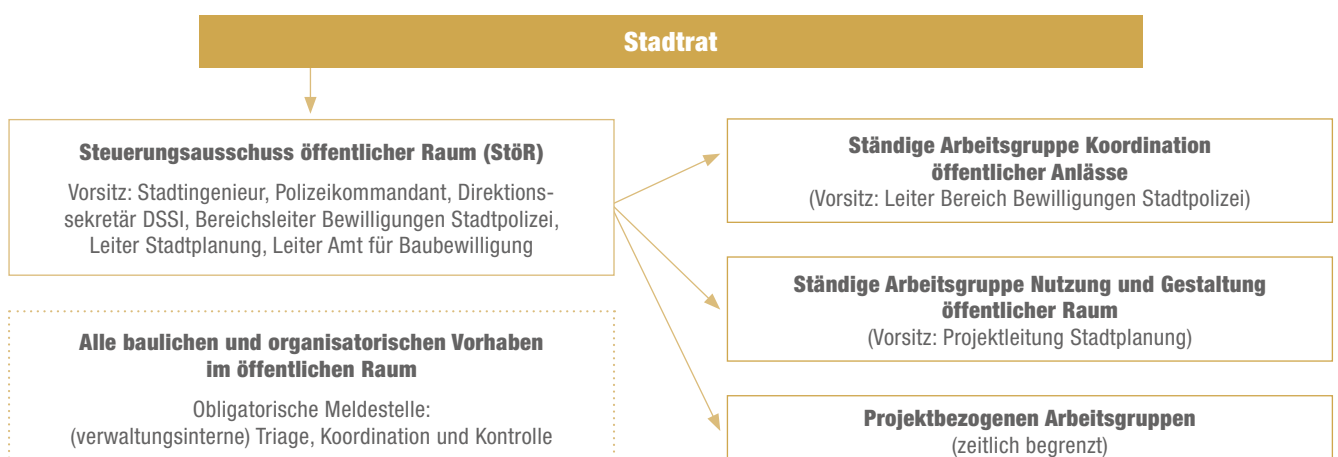 Stadtrat
Steuerungsausschuss öffentlicher Raum (StöR)
Vorsitz: Stadtingenieur, Polizeikommandant, Direktions-
sekretär DSSI, Bereichsleiter Bewilligungen Stadtpolizei,
Leiter Stadtplanung, Leiter Amt für Baubewilligung
Alle baulichen und organisatorischen Vorhaben
im öffentlichen Raum
Obligatorische Meldestelle:
(verwaltungsinterne) Triage, Koordination und Kontrolle
Ständige Arbeitsgruppe Koordination
öffentlicher Anlässe
(Vorsitz: Leiter Bereich Bewilligungen Stadtpolizei)
Ständige Arbeitsgruppe Nutzung und Gestaltung
öffentlicher Raum
(Vorsitz: Projektleitung Stadtplanung)
Projektbezogenen Arbeitsgruppen
(zeitlich begrenzt)